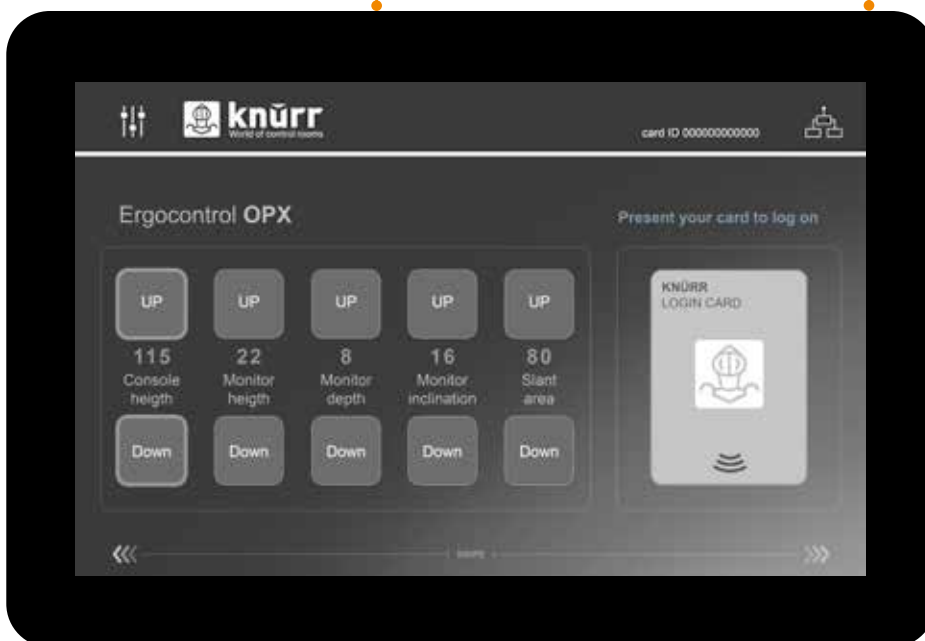 knürr
World of control rooms
card ID 000000000000
Ergocontrol OPX
Present your card to log on
UP UP UP UP UP
115 22 8 16 80
Console Monitor Monitor Monitor Slant
heigth heigth depth inclination area
Down Down Down Down Down
KNÜRR
LOGIN CARD